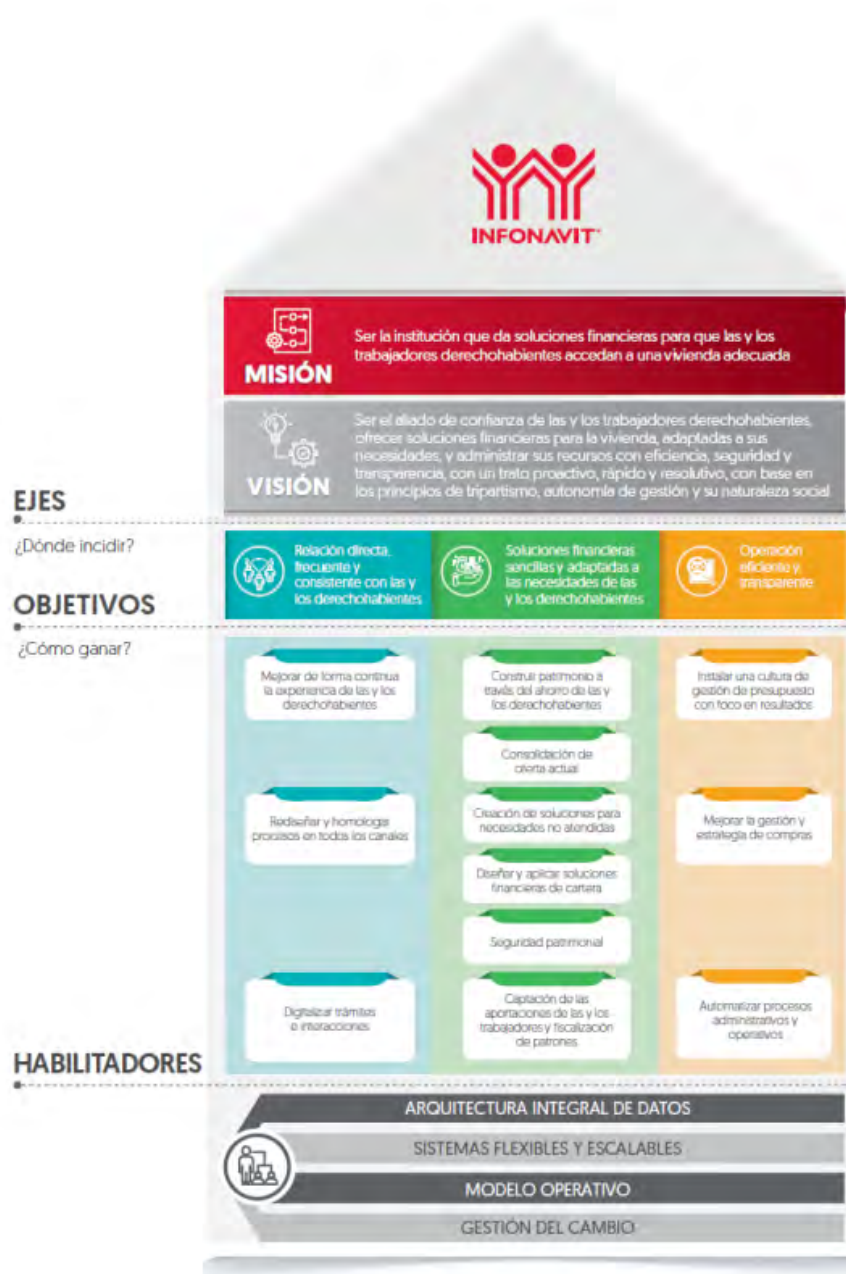 INFONAVIT
MISIÓN
Ser la institución que da soluciones financieras para que las y los
trabajadores derechohabientes accedan a una vivienda adecuada
VISIÓN
Ser el aliado de confianza de las y los trabajadores derechohabientes,
ofrecer soluciones financieras para la vivienda, adaptadas a sus
necesidades, y administrar sus recursos con eficiencia, seguridad y
transparencia, con un trato proactivo, rápido y resolutivo, con base en
los principios de tripartismo, autonomía de gestión y su naturaleza social
EJES
¿Dónde incidir?
Relación directa,
frecuente y
consistente con las y
los derechohabientes
Soluciones financieras
sencillas y adaptadas a
las necesidades de las
y los derechohabientes
Operación
eficiente y
transparente
OBJETIVOS
¿Cómo ganar?
Mejorar de forma continua
la experiencia de las y los
derechohabientes
Rediseñar y homologar
procesos en todos los canales
Digitalizar trámites
e interacciones
Construir patrimonio a
través del ahorro de las y
los derechohabientes
Consolidación de
oferta actual
Creación de soluciones para
necesidades no atendidas
Diseñar y aplicar soluciones
financieras de cartera
Seguridad patrimonial
Captación de las
aportaciones de las y los
trabajadores y fiscalización
de patrones
Instalar una cultura de
gestión de presupuesto
con foco en resultados
Mejorar la gestión y
estrategia de compras
Automatizar procesos
administrativos y
operativos
HABILITADORES
ARQUITECTURA INTEGRAL DE DATOS
SISTEMAS FLEXIBLES Y ESCALABLES
MODELO OPERATIVO
GESTIÓN DEL CAMBIO